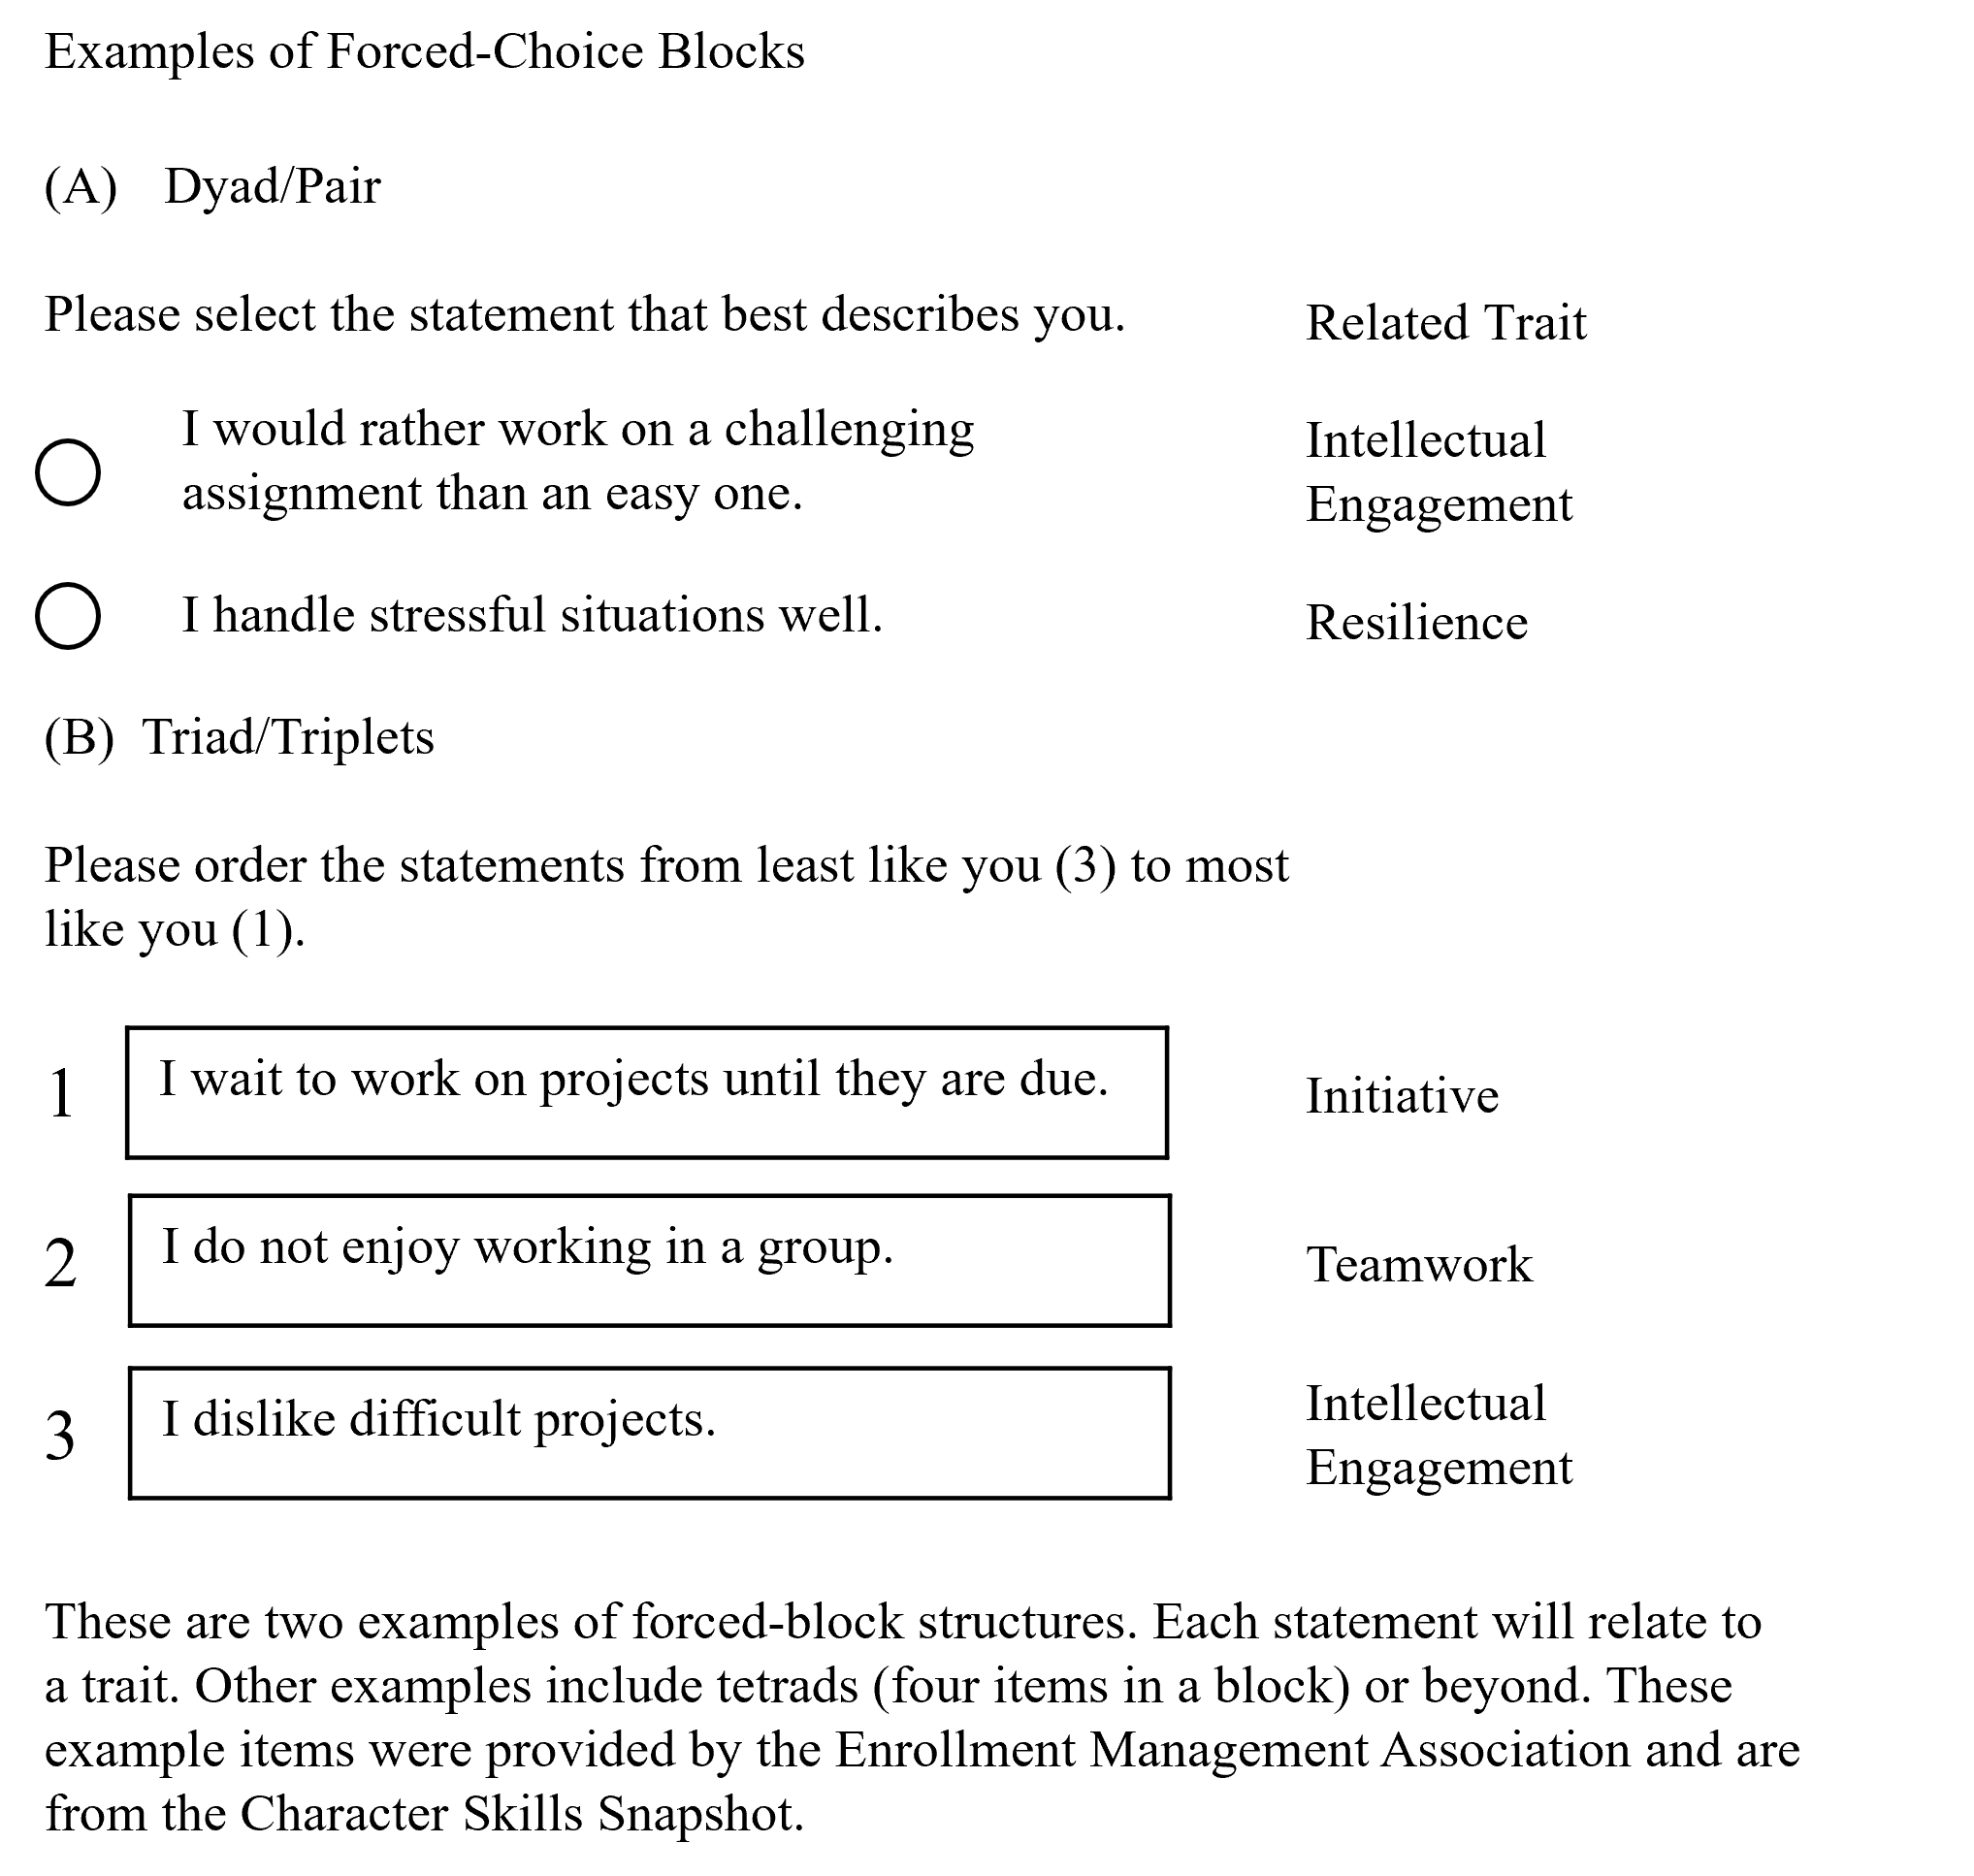 Examples of Forced-Choice Blocks
(A) Dyad/Pair
Please select the statement that best describes you.
Related Trait
I would rather work on a challenging
assignment than an easy one.
Intellectual
Engagement
I handle stressful situations well.
Resilience
(B) Triad/Triplets
Please order the statements from least like you (3) to most
like you (1).
1
I wait to work on projects until they are due.
Initiative
2
I do not enjoy working in a group.
Teamwork
3
I dislike difficult projects.
Intellectual
Engagement
These are two examples of forced-block structures. Each statement will relate to
a trait. Other examples include tetrads (four items in a block) or beyond. These
example items were provided by the Enrollment Management Association and are
from the Character Skills Snapshot.